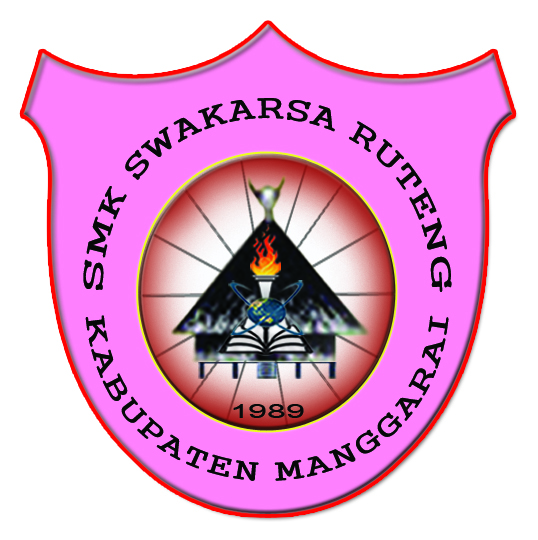 SMK SWAKARSA RUTENG
1989
KABUPATEN MANGGARAI